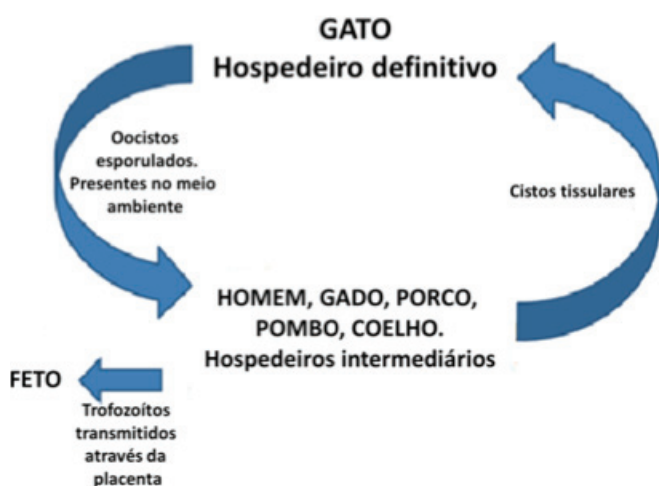 GATO
Hospedeiro definitivo
Oocistos
esporulados.
Presentes no meio
ambiente
Cistos tissulares
HOMEM, GADO, PORCO,
POMBO, COELHO.
Hospedeiros intermediários
FETO
Trofozoítos
transmitidos
através da
placenta